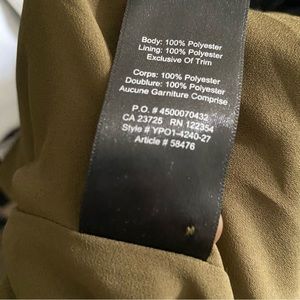 Body: 100% Polyester
Lining: 100% Polyester
Exclusive Of Trim
Corps: 100% Polyester
Doublure: 100% Polyester
Aucune Garniture Comprise
P.O. # 4500070432
CA 23725 RN 122354
Style # YPO1-4240-27
Article # 58476